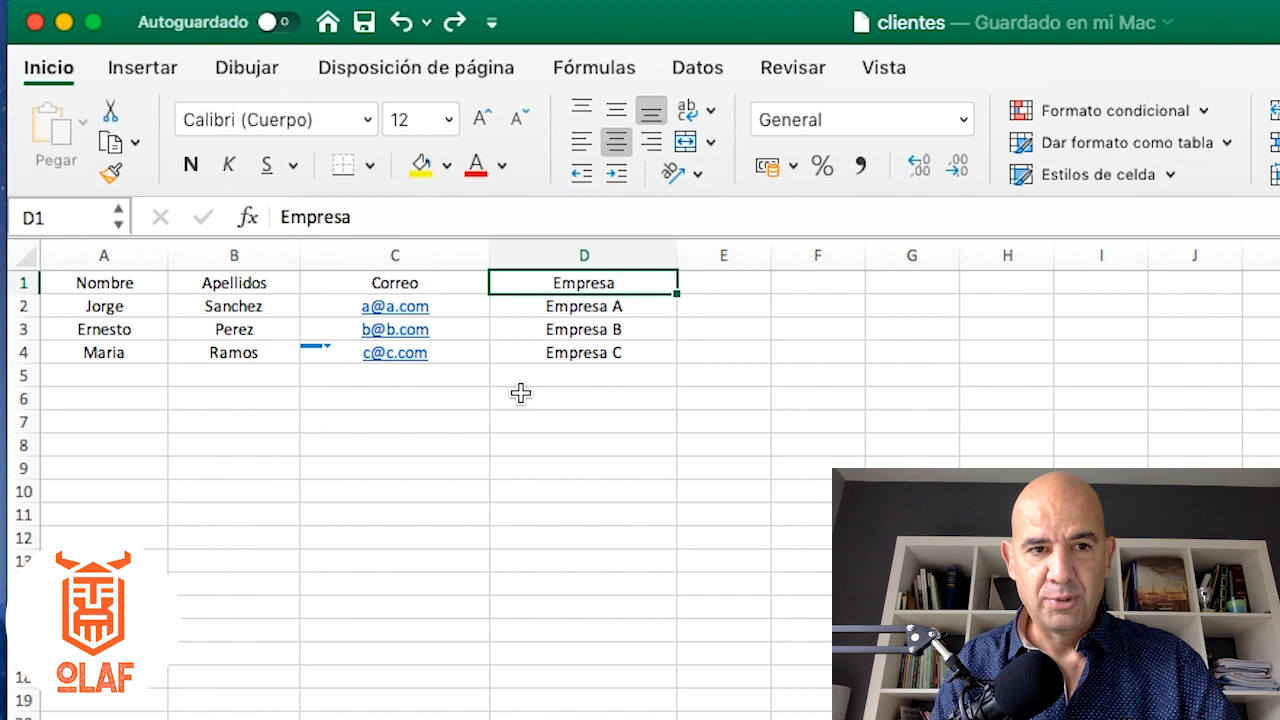 Autoguardado
clientes — Guardado en mi Mac
Inicio Insertar Dibujar Disposición de página Fórmulas Datos Revisar Vista
Pegar
Calibri (Cuerpo) 12
N K S
ab
General
%
Formato condicional
Dar formato como tabla
Estilos de celda
D1 fx Empresa
A B C D E F G H I J
1 Nombre Apellidos Correo Empresa
2 Jorge Sanchez a@a.com Empresa A
3 Ernesto Perez b@b.com Empresa B
4 Maria Ramos c@c.com Empresa C
5
6
7
8
9
10
11
12
19
OLAF